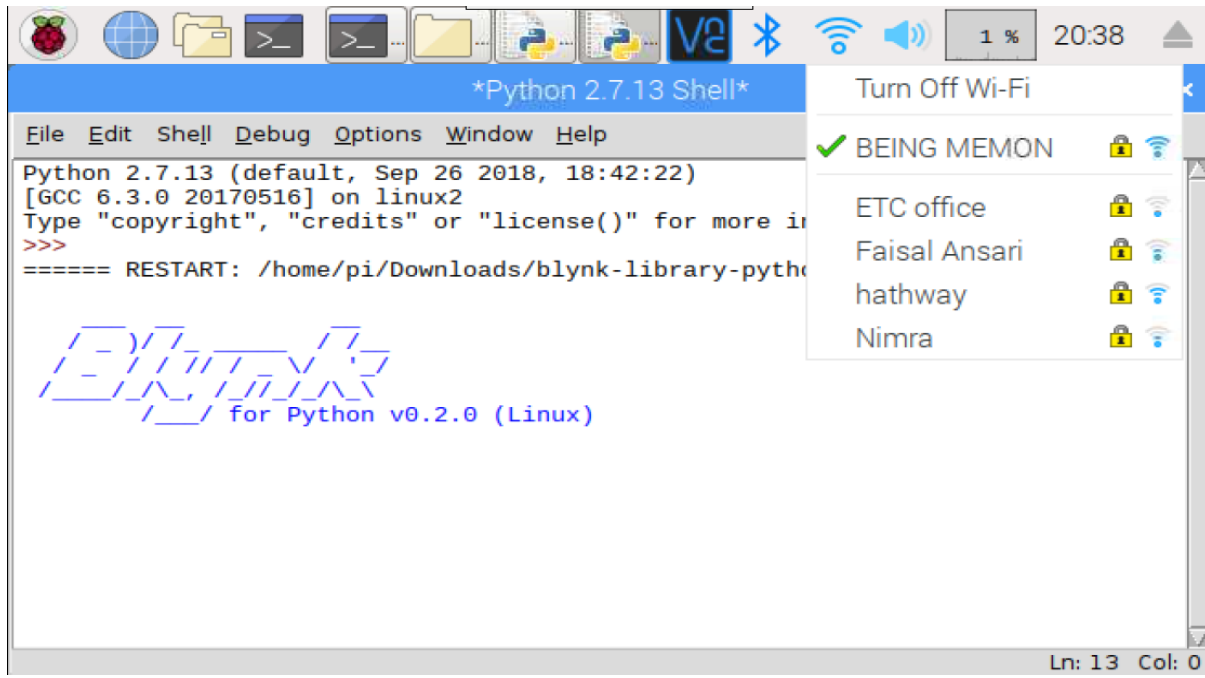 1 % 20:38
*Python 2.7.13 Shell*
File Edit Shell Debug Options Window Help
Python 2.7.13 (default, Sep 26 2018, 18:42:22)
[GCC 6.3.0 20170516] on linux2
Type "copyright", "credits" or "license()" for more
>>>
====== RESTART: /home/pi/Downloads/blynk-library-pytho
Blynk
for Python v0.2.0 (Linux)
Turn Off Wi-Fi
BEING MEMON
ETC office
Faisal Ansari
hathway
Nimra
Ln: 13 Col: 0